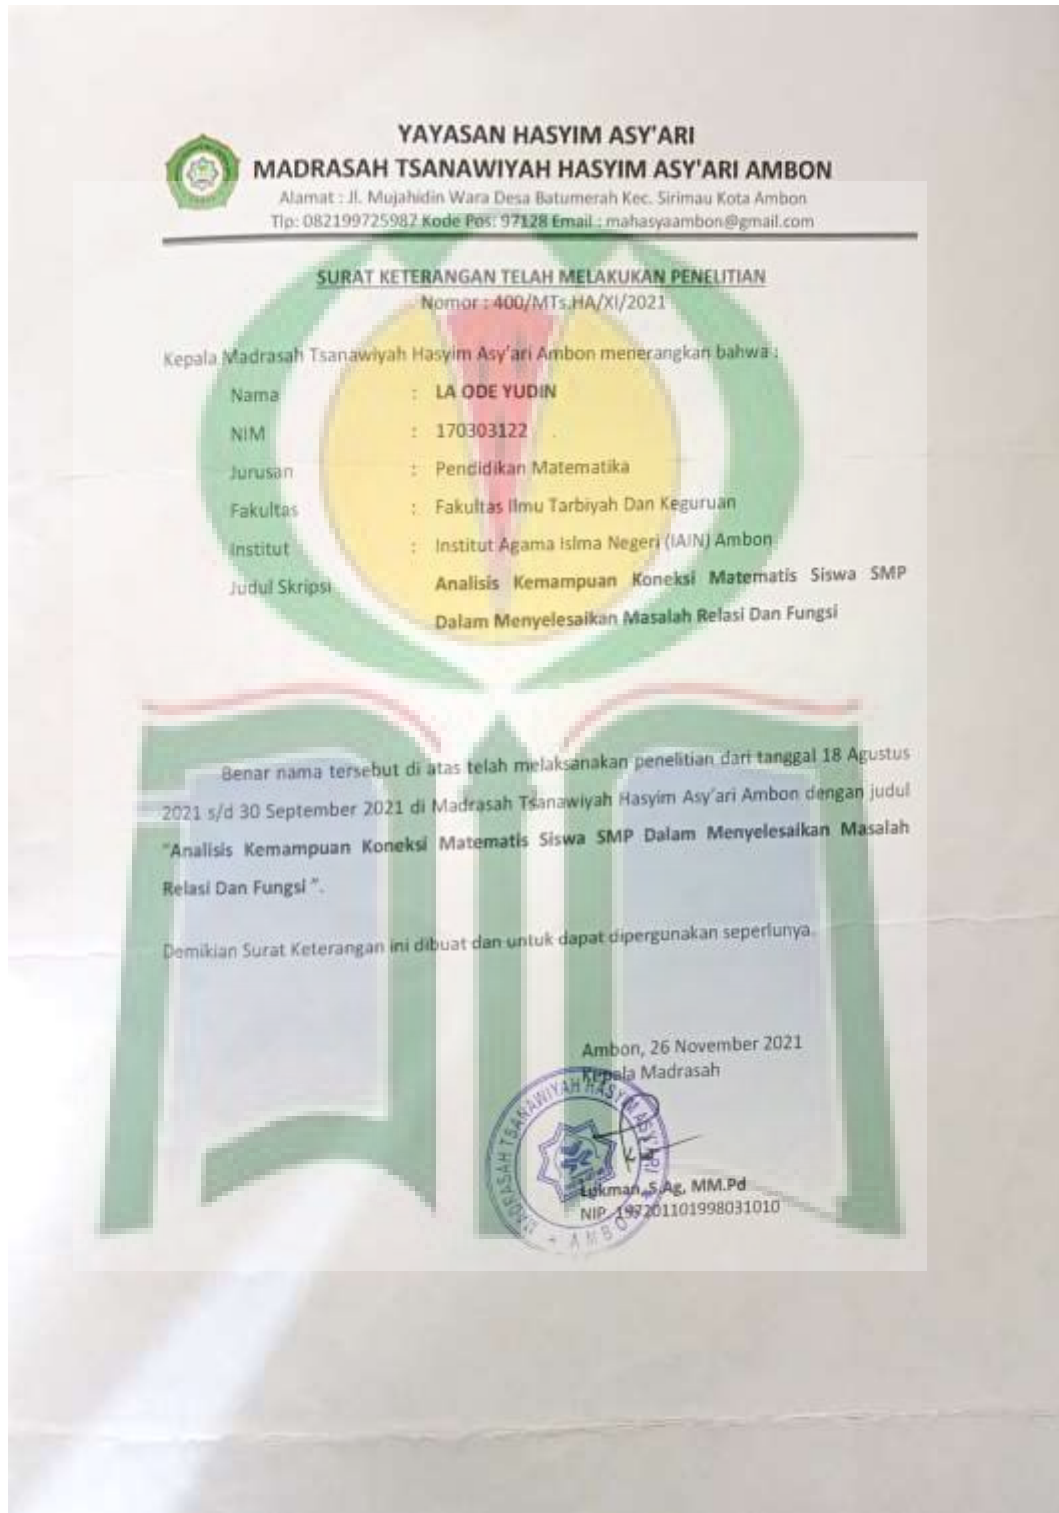 YAYASAN HASYIM ASY'ARI
MADRASAH TSANAWIYAH HASYIM ASY'ARI AMBON
Alamat : Jl. Mujahidin Wara Desa Batumerah Kec. Sirimau Kota Ambon
Tlp: 082199725987 Kode Pos: 97128 Email : mahasyaambon@gmail.com
SURAT KETERANGAN TELAH MELAKUKAN PENELITIAN
Nomor : 400/MTs.HA/XI/2021
Kepala Madrasah Tsanawiyah Hasyim Asy'ari Ambon menerangkan bahwa :
Nama : LA ODE YUDIN
NIM : 170303122
Jurusan : Pendidikan Matematika
Fakultas : Fakultas Ilmu Tarbiyah Dan Keguruan
Institut : Institut Agama Islma Negeri (IAIN) Ambon
Judul Skripsi Analisis Kemampuan Koneksi Matematis Siswa SMP
Dalam Menyelesaikan Masalah Relasi Dan Fungsi
Benar nama tersebut di atas telah melaksanakan penelitian dari tanggal 18 Agustus
2021 s/d 30 September 2021 di Madrasah Tsanawiyah Hasyim Asy'ari Ambon dengan judul
"Analisis Kemampuan Koneksi Matematis Siswa SMP Dalam Menyelesaikan Masalah
Relasi Dan Fungsi ".
Demikian Surat Keterangan ini dibuat dan untuk dapat dipergunakan seperlunya.
Ambon, 26 November 2021
Kepala Madrasah
MADRASAH TSANAWIYAH HASYIM ASY'ARI
AMBON
Lukman, S.Ag, MM.Pd
NIP. 197201101998031010